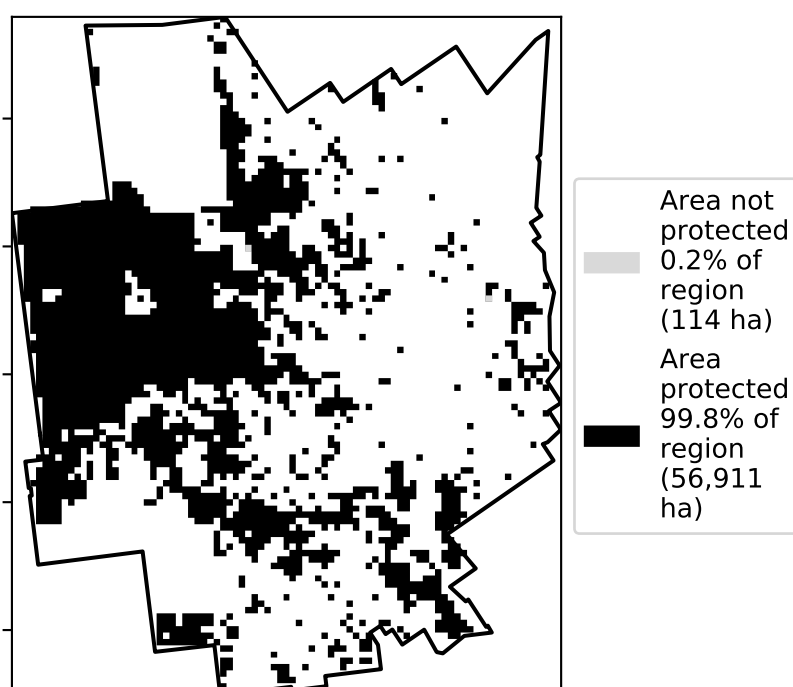 Area not
protected
0.2% of
region
(114 ha)
Area
protected
99.8% of
region
(56,911
ha)